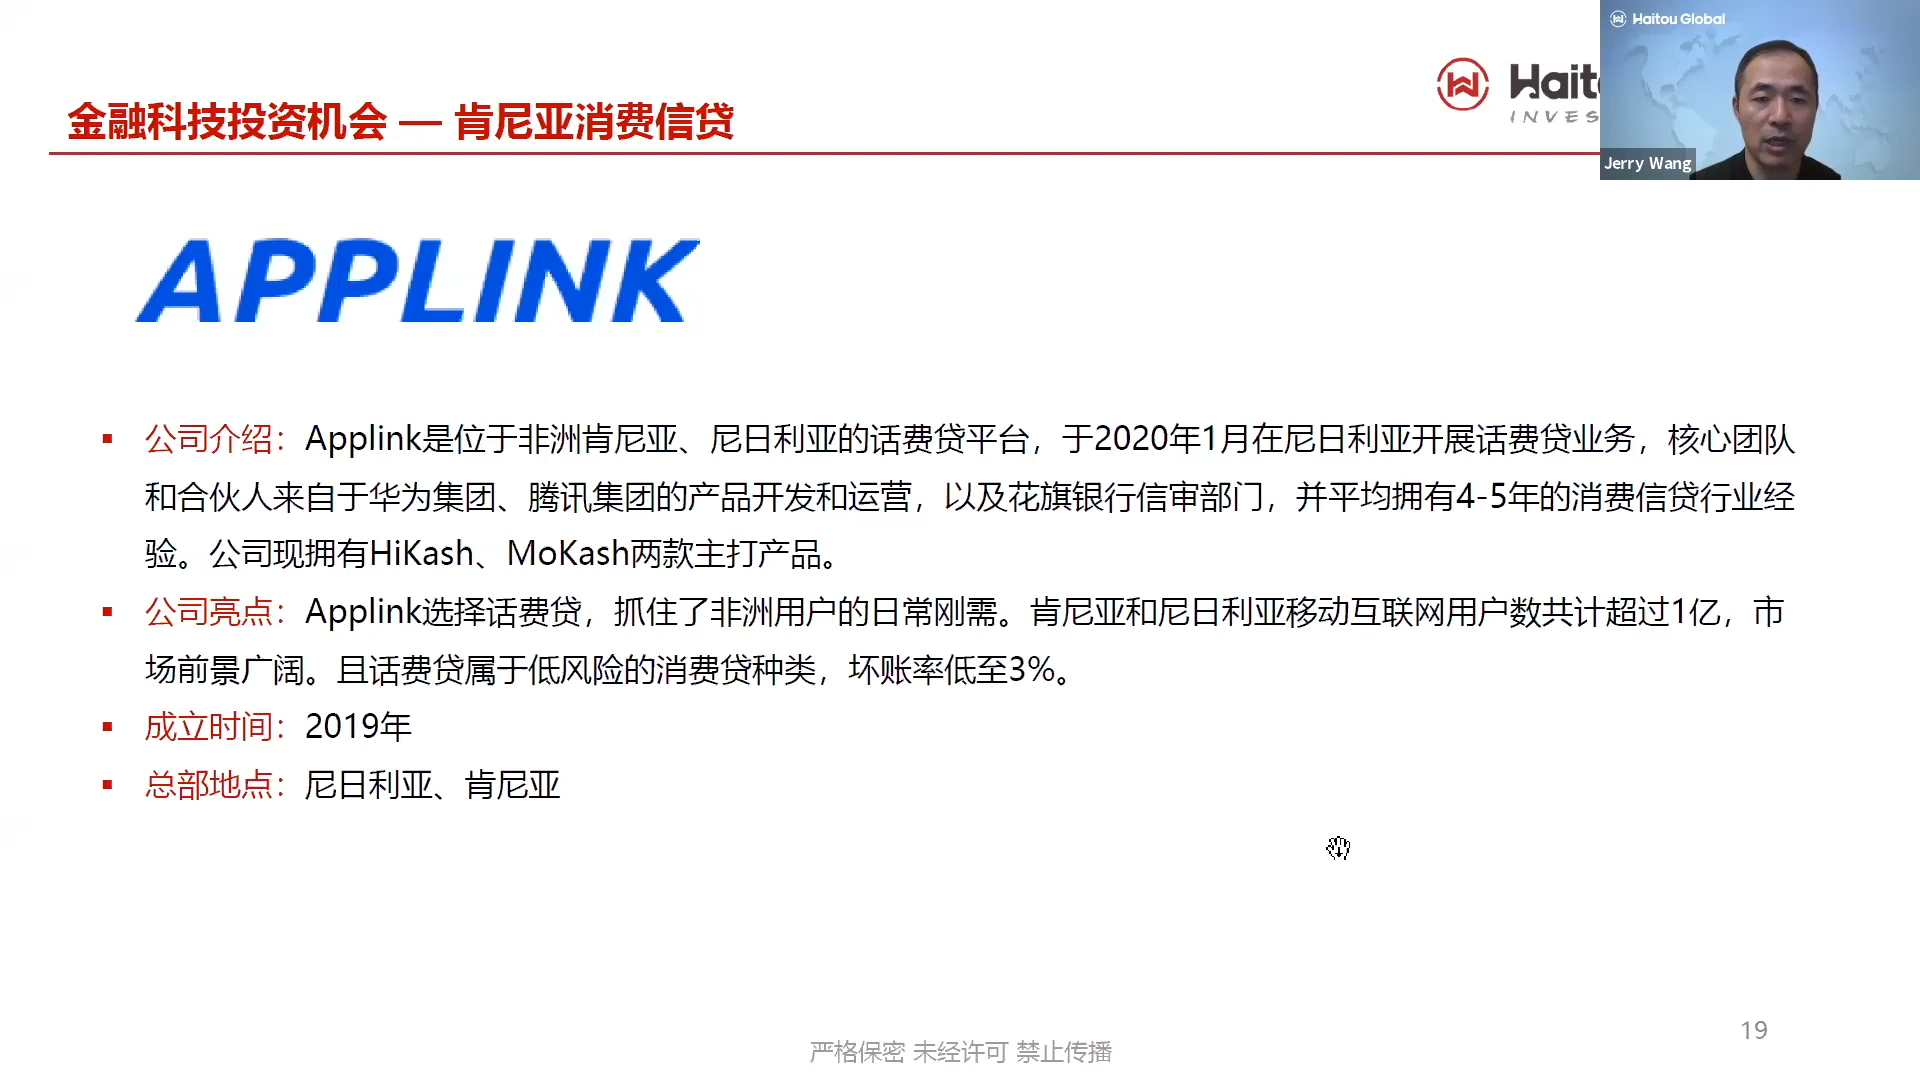 Haitou Global
金融科技投资机会 — 肯尼亚消费信贷
Jerry Wang
APPLINK
▪ 公司介绍：Applink是位于非洲肯尼亚、尼日利亚的话费贷平台，于2020年1月在尼日利亚开展话费贷业务，核心团队
和合伙人来自于华为集团、腾讯集团的产品开发和运营，以及花旗银行信审部门，并平均拥有4-5年的消费信贷行业经
验。公司现拥有HiKash、MoKash两款主打产品。
▪ 公司亮点：Applink选择话费贷，抓住了非洲用户的日常刚需。肯尼亚和尼日利亚移动互联网用户数共计超过1亿，市
场前景广阔。且话费贷属于低风险的消费贷种类，坏账率低至3%。
▪ 成立时间：2019年
▪ 总部地点：尼日利亚、肯尼亚
19
严格保密 未经许可 禁止传播